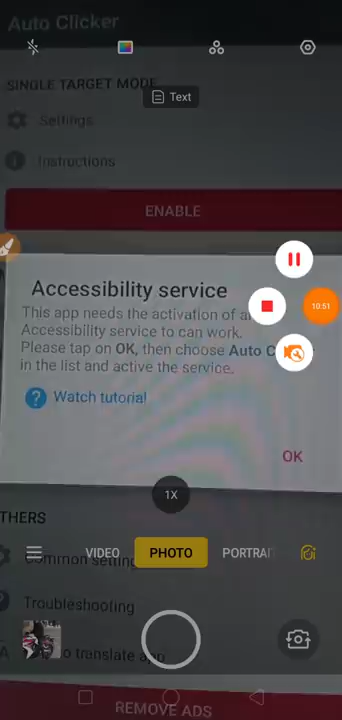 Auto Clicker
SINGLE TARGET MODE
Text
Settings
Instructions
ENABLE
Accessibility service
This app needs the activation of an
Accessibility service to can work.
Please tap on OK, then choose Auto C
in the list and active the service.
10:51
Watch tutorial
OK
1X
THERS
VIDEO
PHOTO
PORTRAI
Common setting
Troubleshooting
o translate app
REMOVE ADS